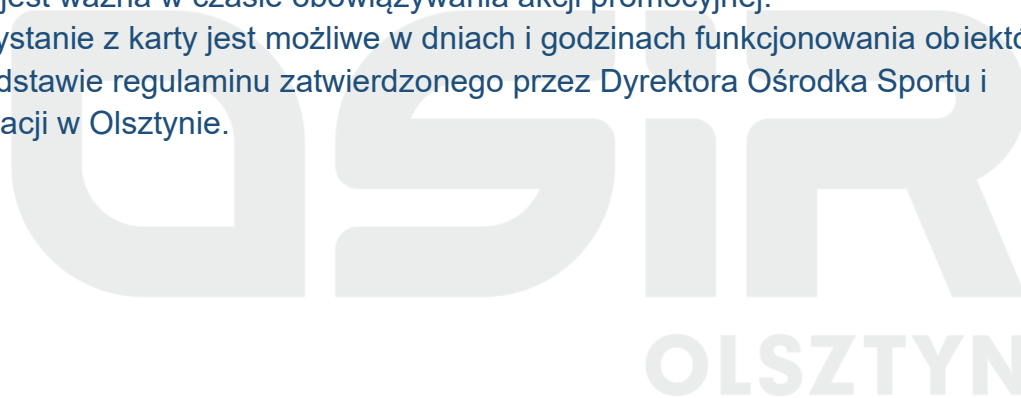 jest ważna w czasie obowiązywania akcji promocyjnej.
ystanie z karty jest możliwe w dniach i godzinach funkcjonowania obiektó
dstawie regulaminu zatwierdzonego przez Dyrektora Ośrodka Sportu i
acji w Olsztynie.
OSiR
OLSZTYN